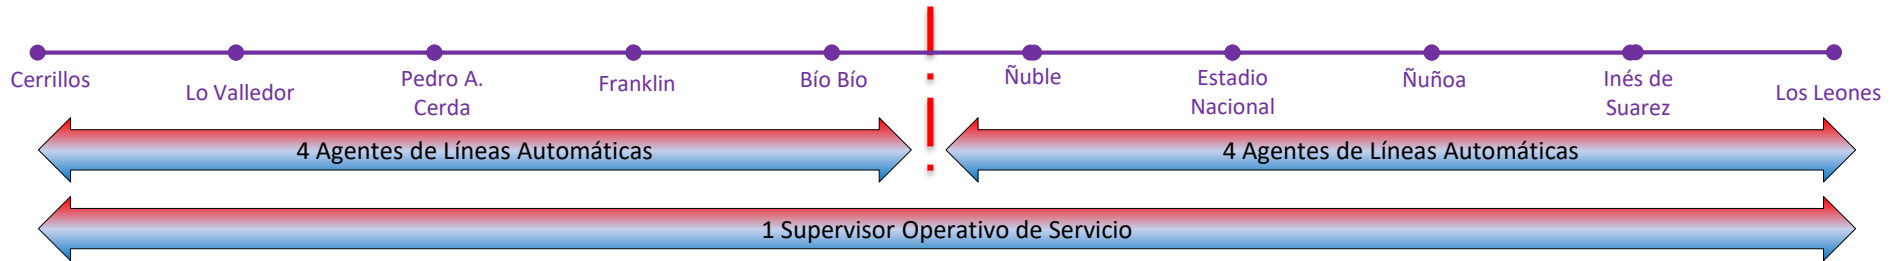 Cerrillos
Lo Valledor
Pedro A.
Cerda
Franklin
Bío Bío
Ñuble
Estadio
Nacional
Ñuñoa
Inés de
Suarez
Los Leones
4 Agentes de Líneas Automáticas
4 Agentes de Líneas Automáticas
1 Supervisor Operativo de Servicio